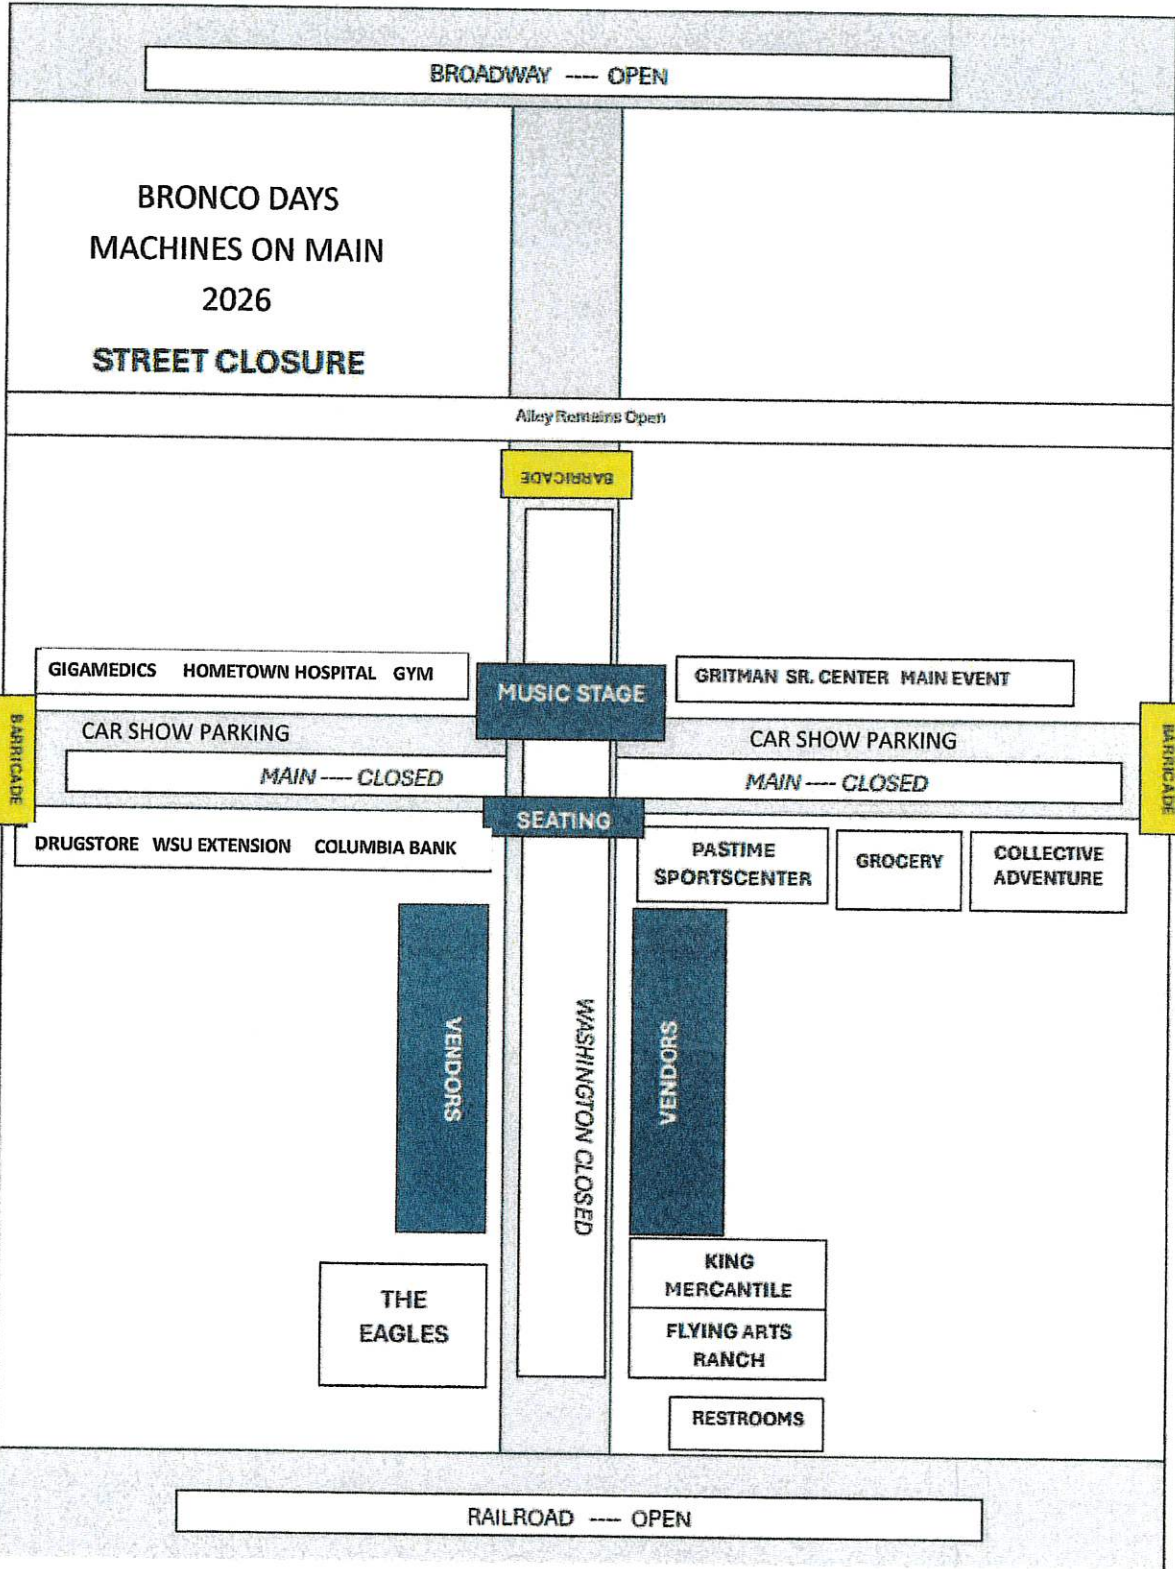 BROADWAY ---- OPEN
BRONCO DAYS
MACHINES ON MAIN
2026
STREET CLOSURE
Alley Remains Open
BARRICADE
GIGAMEDICS HOMETOWN HOSPITAL GYM
MUSIC STAGE
GRITMAN SR. CENTER MAIN EVENT
BARRICADE
CAR SHOW PARKING
CAR SHOW PARKING
BARRICADE
MAIN ---- CLOSED
MAIN ---- CLOSED
SEATING
DRUGSTORE WSU EXTENSION COLUMBIA BANK
PASTIME
SPORTSCENTER
GROCERY
COLLECTIVE
ADVENTURE
VENDORS
WASHINGTON CLOSED
VENDORS
THE
EAGLES
KING
MERCANTILE
FLYING ARTS
RANCH
RESTROOMS
RAILROAD ---- OPEN